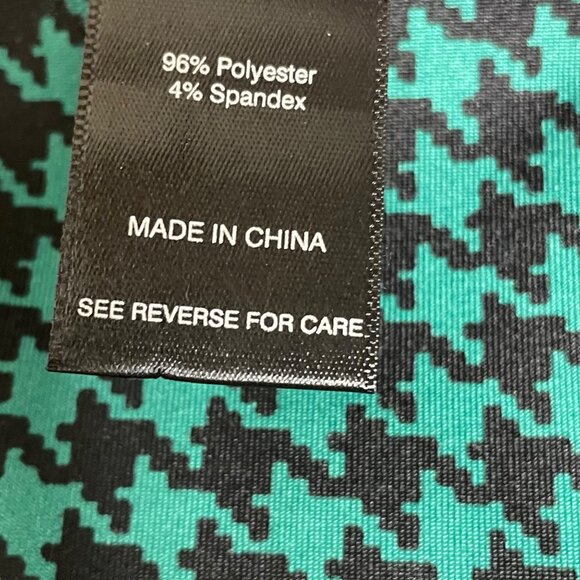 96% Polyester
4% Spandex
MADE IN CHINA
SEE REVERSE FOR CARE